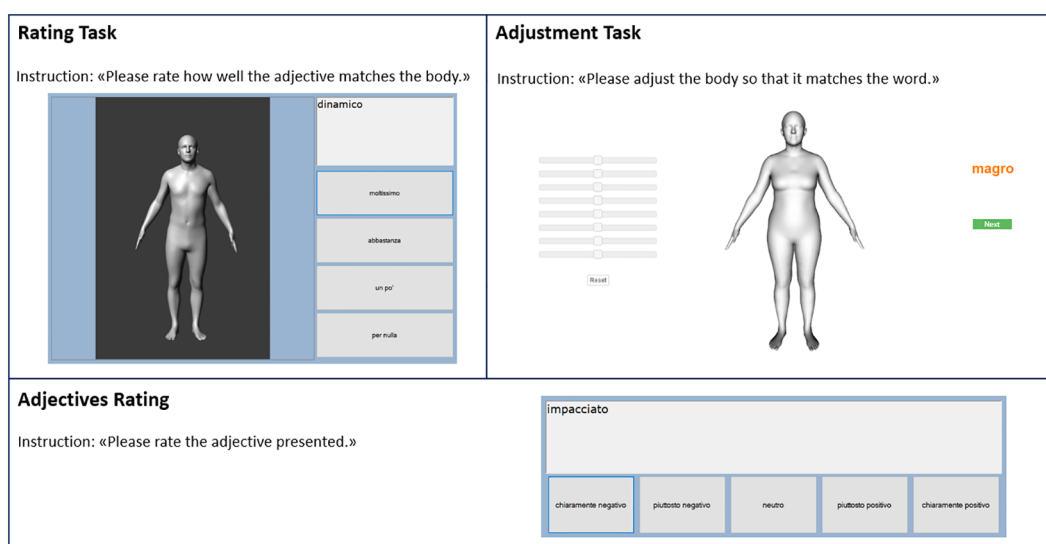 Rating Task
Instruction: «Please rate how well the adjective matches the body.»
dinamico
moltissimo
abbastanza
un po'
per nulla
Adjustment Task
Instruction: «Please adjust the body so that it matches the word.»
magro
Next
Reset
Adjectives Rating
Instruction: «Please rate the adjective presented.»
impacciato
chiaramente negativo
piuttosto negativo
neutro
piuttosto positivo
chiaramente positivo